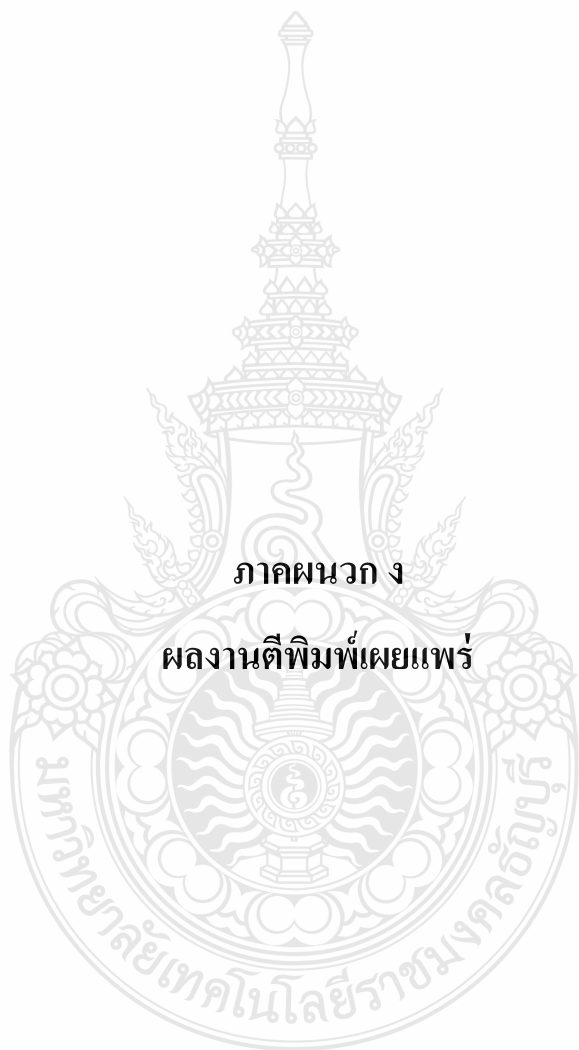 ภาคผนวก ง
ผลงานตีพิมพ์เผยแพร่
มหาวิทยาลัยเทคโนโลยีราชมงคลธัญบุรี